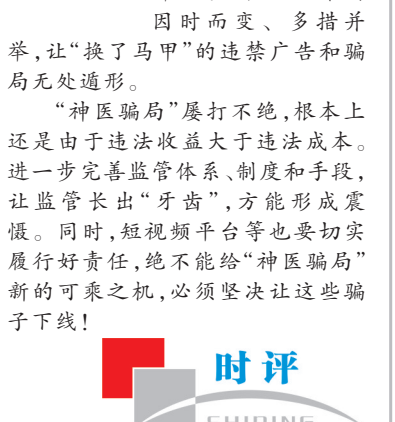 因时而变、多措并
举,让“换了马甲”的违禁广告和骗
局无处遁形。
“神医骗局”屡打不绝,根本上
还是由于违法收益大于违法成本。
进一步完善监管体系、制度和手段,
让监管长出“牙齿”,方能形成震
慑。同时,短视频平台等也要切实
履行好责任,绝不能给“神医骗局”
新的可乘之机,必须坚决让这些骗
子下线!
时评